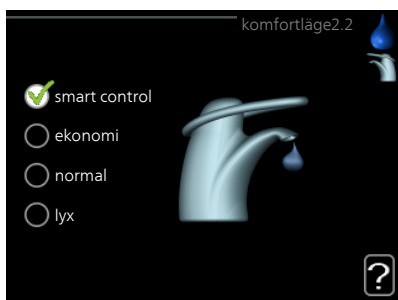 komfortläge2.2
smart control
ekonomi
normal
lyx
?